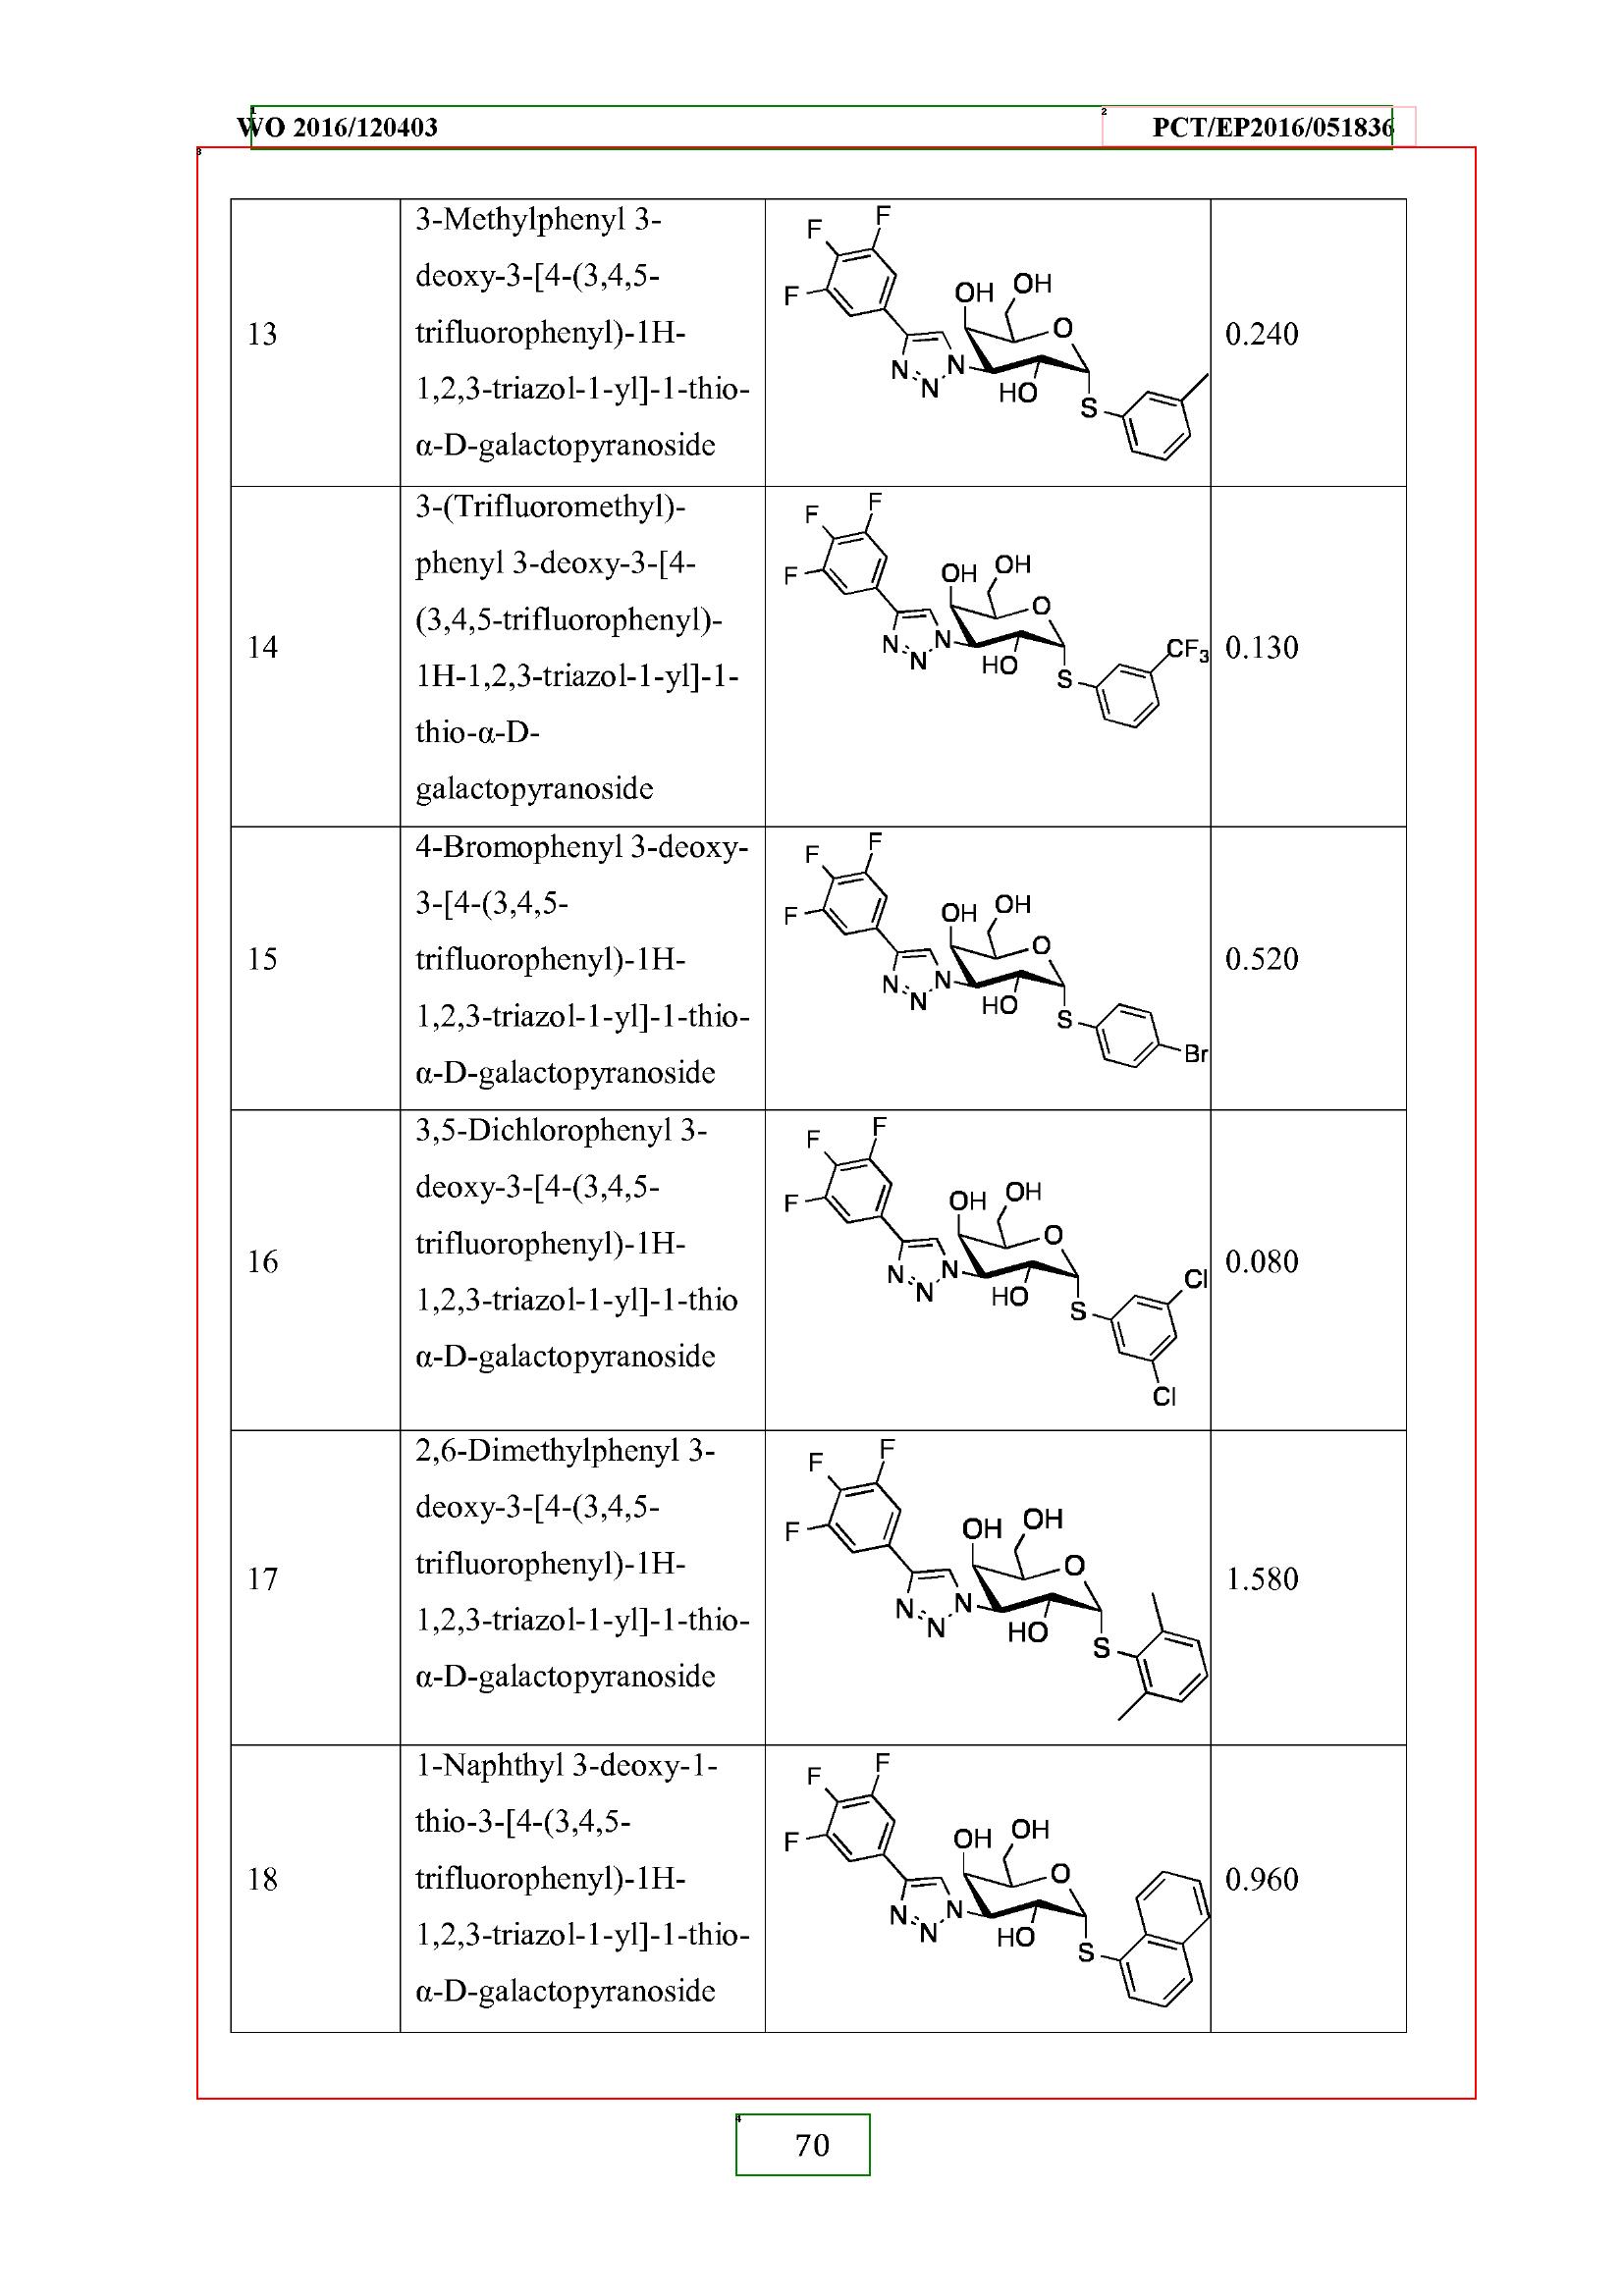 WO 2016/120403 PCT/EP2016/051836
13
3-Methylphenyl 3-
deoxy-3-[4-(3,4,5-
trifluorophenyl)-1H-
1,2,3-triazol-1-yl]-1-thio-
α-D-galactopyranoside
F
F
F
OH
OH
O
N
N
N
HO
S
0.240
14
3-(Trifluoromethyl)-
phenyl 3-deoxy-3-[4-
(3,4,5-trifluorophenyl)-
1H-1,2,3-triazol-1-yl]-1-
thio-α-D-
galactopyranoside
F
F
F
OH
OH
O
N
N
N
HO
S
CF3
0.130
15
4-Bromophenyl 3-deoxy-
3-[4-(3,4,5-
trifluorophenyl)-1H-
1,2,3-triazol-1-yl]-1-thio-
α-D-galactopyranoside
F
F
F
OH
OH
O
N
N
N
HO
S
Br
0.520
16
3,5-Dichlorophenyl 3-
deoxy-3-[4-(3,4,5-
trifluorophenyl)-1H-
1,2,3-triazol-1-yl]-1-thio
α-D-galactopyranoside
F
F
F
OH
OH
O
N
N
N
HO
S
Cl
Cl
0.080
17
2,6-Dimethylphenyl 3-
deoxy-3-[4-(3,4,5-
trifluorophenyl)-1H-
1,2,3-triazol-1-yl]-1-thio-
α-D-galactopyranoside
F
F
F
OH
OH
O
N
N
N
HO
S
1.580
18
1-Naphthyl 3-deoxy-1-
thio-3-[4-(3,4,5-
trifluorophenyl)-1H-
1,2,3-triazol-1-yl]-1-thio-
α-D-galactopyranoside
F
F
F
OH
OH
O
N
N
N
HO
S
0.960
1
2
3
4
70